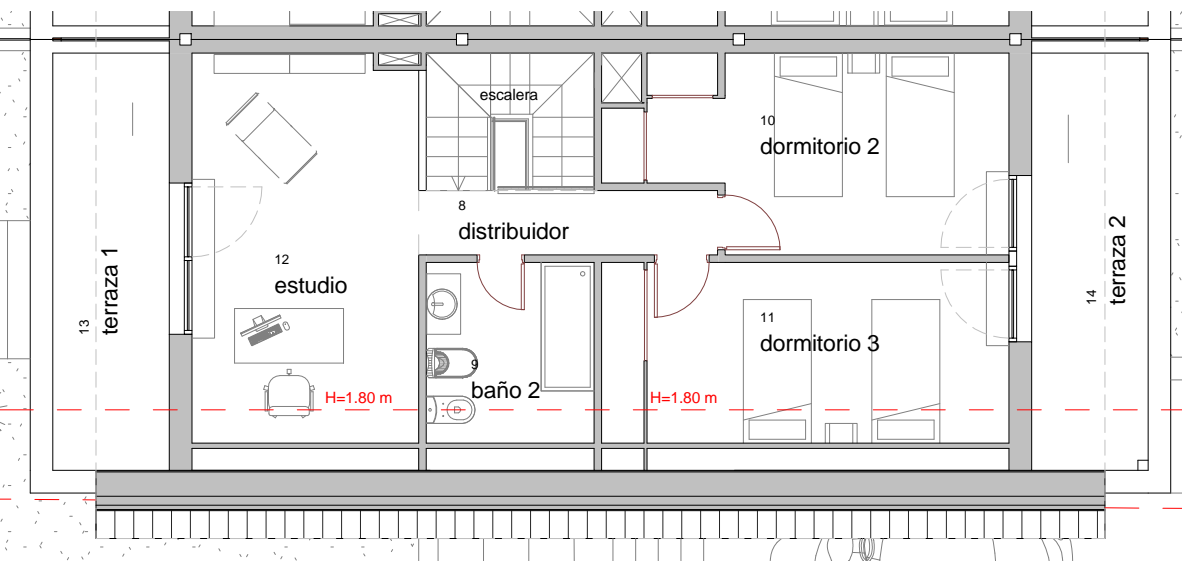 escalera
10
dormitorio 2
8
distribuidor
12
estudio
13
terraza 1
14
terraza 2
11
dormitorio 3
9
baño 2
H=1.80 m
H=1.80 m